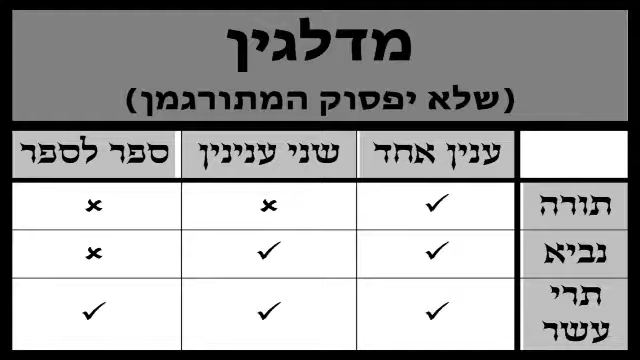 מדלגין
(שלא יפסוק המתורגמן)
ענין אחד שני ענינין ספר לספר
תורה ✓ × ×
נביא ✓ ✓ ×
תרי ✓ ✓ ✓
עשר